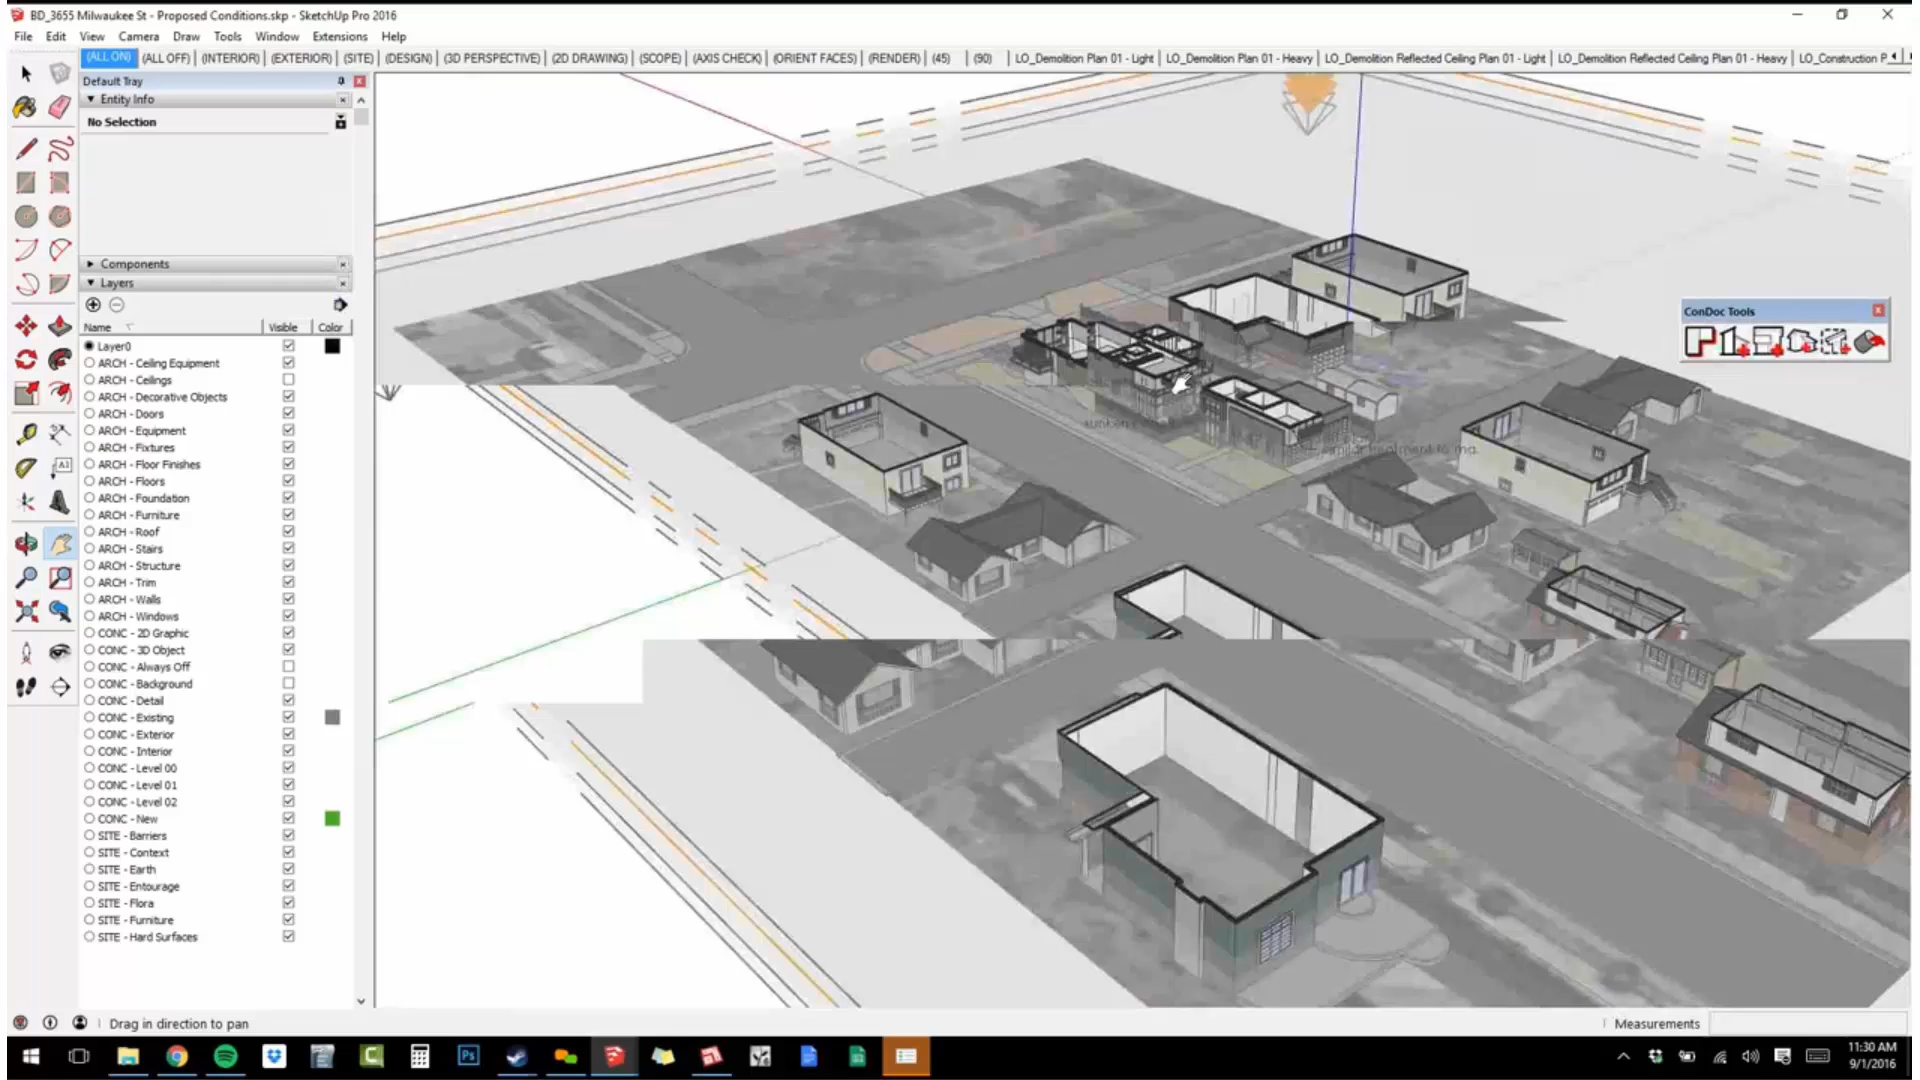 BD_3655 Milwaukee St - Proposed Conditions.skp - SketchUp Pro 2016
File Edit View Camera Draw Tools Window Extensions Help
(ALL ON) (ALL OFF) (INTERIOR) (EXTERIOR) (SITE) (DESIGN) (3D PERSPECTIVE) (2D DRAWING) (SCOPE) (AXIS CHECK) (ORIENT FACES) (RENDER) (45) (90) LO_Demolition Plan 01 - Light LO_Demolition Plan 01 - Heavy LO_Demolition Reflected Ceiling Plan 01 - Light LO_Demolition Reflected Ceiling Plan 01 - Heavy LO_Construction P
Default Tray
Entity Info
No Selection
Components
Layers
Name Visible Color
Layer0
ARCH - Ceiling Equipment
ARCH - Ceilings
ARCH - Decorative Objects
ARCH - Doors
ARCH - Equipment
ARCH - Fixtures
ARCH - Floor Finishes
ARCH - Floors
ARCH - Foundation
ARCH - Furniture
ARCH - Roof
ARCH - Stairs
ARCH - Structure
ARCH - Trim
ARCH - Walls
ARCH - Windows
CONC - 2D Graphic
CONC - 3D Object
CONC - Always Off
CONC - Background
CONC - Detail
CONC - Existing
CONC - Exterior
CONC - Interior
CONC - Level 00
CONC - Level 01
CONC - Level 02
CONC - New
SITE - Barriers
SITE - Context
SITE - Earth
SITE - Entourage
SITE - Flora
SITE - Furniture
SITE - Hard Surfaces
ConDoc Tools
sunken
similar treatment to ma.
Drag in direction to pan
Measurements
11:30 AM
9/1/2016